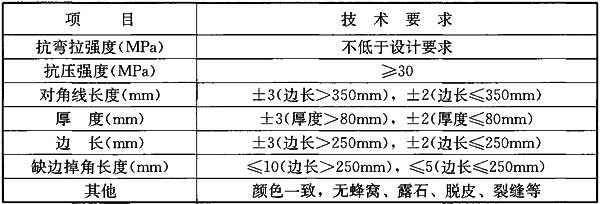 项 目 技 术 要 求
抗弯拉强度(MPa) 不低于设计要求
抗压强度(MPa) ≥30
对角线长度(mm) ±3(边长>350mm)，±2(边长≤350mm)
厚 度(mm) ±3(厚度>80mm)，±2(厚度≤80mm)
边 长(mm) ±3(边长>250mm)，±2(边长≤250mm)
缺边掉角长度(mm) ≤10(边长>250mm)，≤5(边长≤250mm)
其他 颜色一致，无蜂窝、露石、脱皮、裂缝等